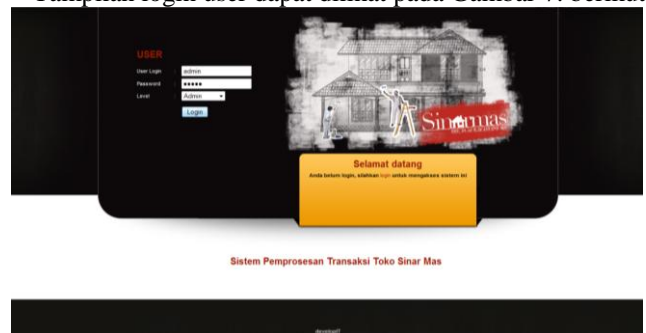 Tampilan login user dapat dilihat pada Gambar 7. berikut
USER
User Login : admin
Password : •••••
Level : Admin
Login
Sinarmas
Selamat datang
Anda belum login, silahkan login untuk mengakses sistem ini
Sistem Pemprosesan Transaksi Toko Sinar Mas